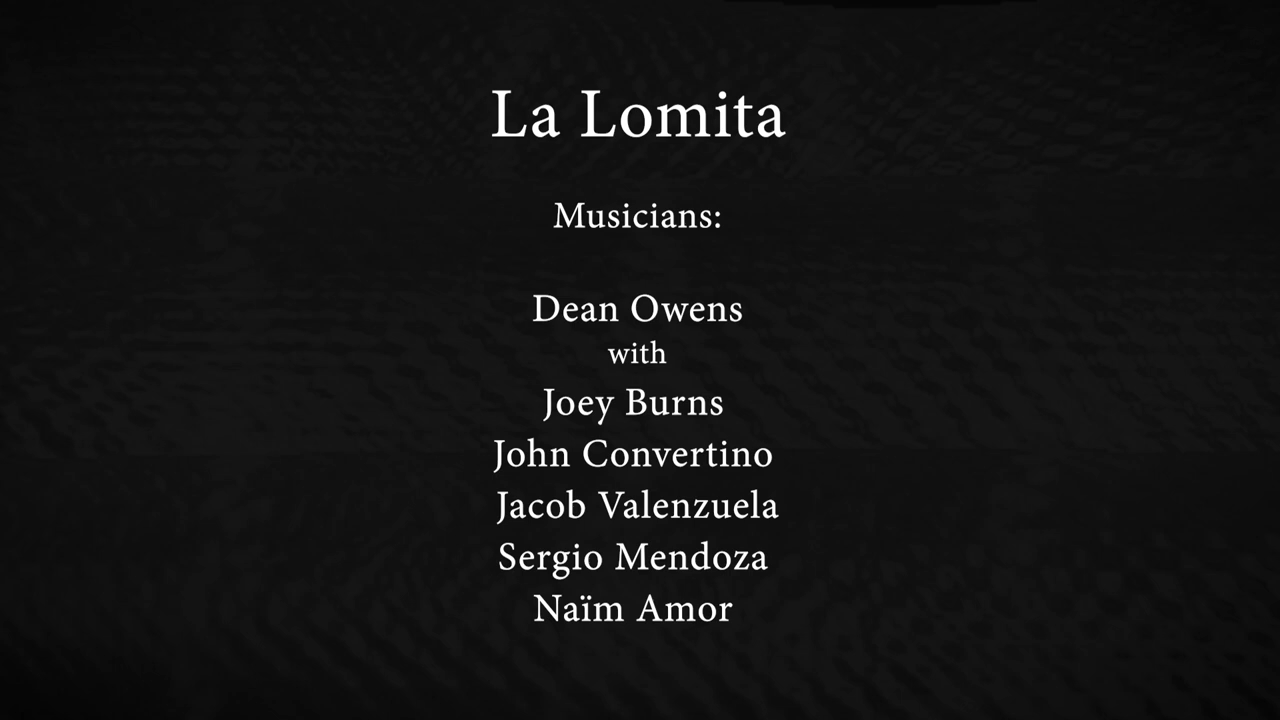 La Lomita
Musicians:
Dean Owens
with
Joey Burns
John Convertino
Jacob Valenzuela
Sergio Mendoza
Naïm Amor